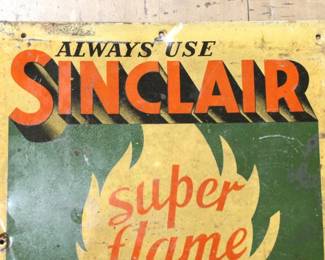 ALWAYS USE
SINCLAIR
super
flame